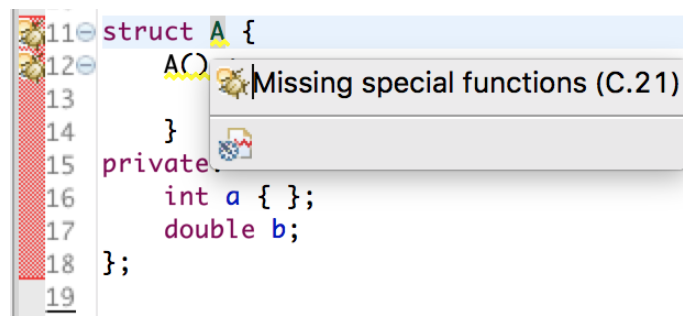 11 struct A {
12 A()
Missing special functions (C.21)
13
14 }
15 private:
16 int a { };
17 double b;
18 };
19